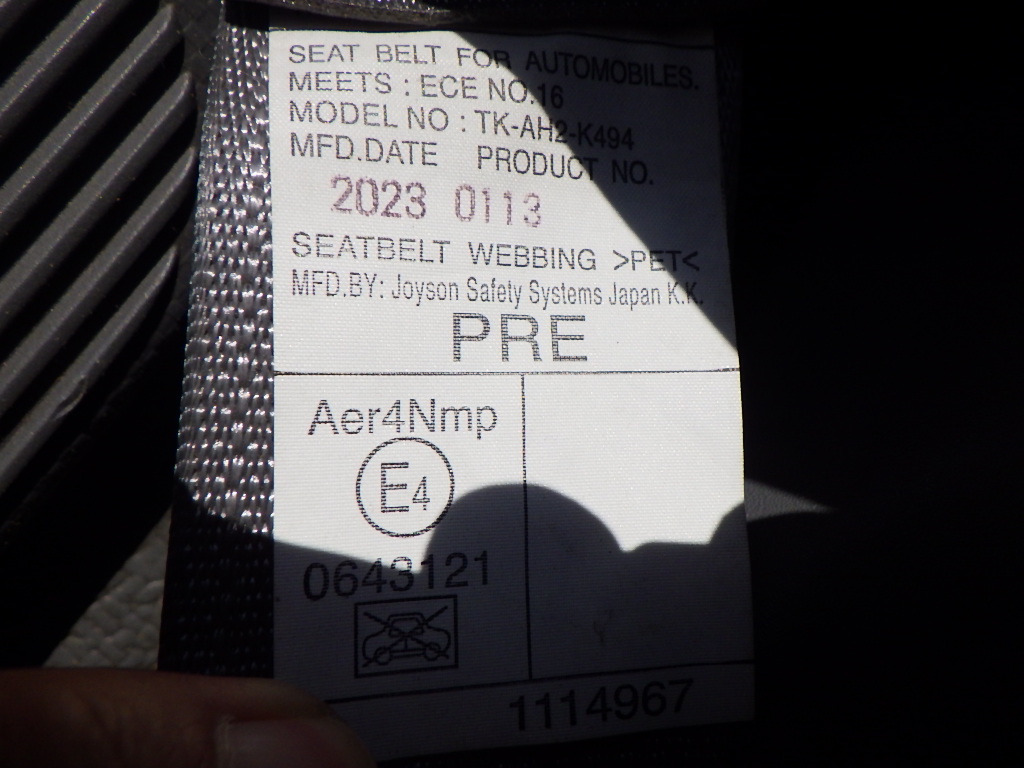 SEAT BELT FOR AUTOMOBILES.
MEETS : ECE NO.16
MODEL NO : TK-AH2-K494
MFD.DATE PRODUCT NO.
2023 0113
SEATBELT WEBBING >PET<
MFD.BY: Joyson Safety Systems Japan K.K.
PRE
Aer4Nmp
E4
0643121
1114967